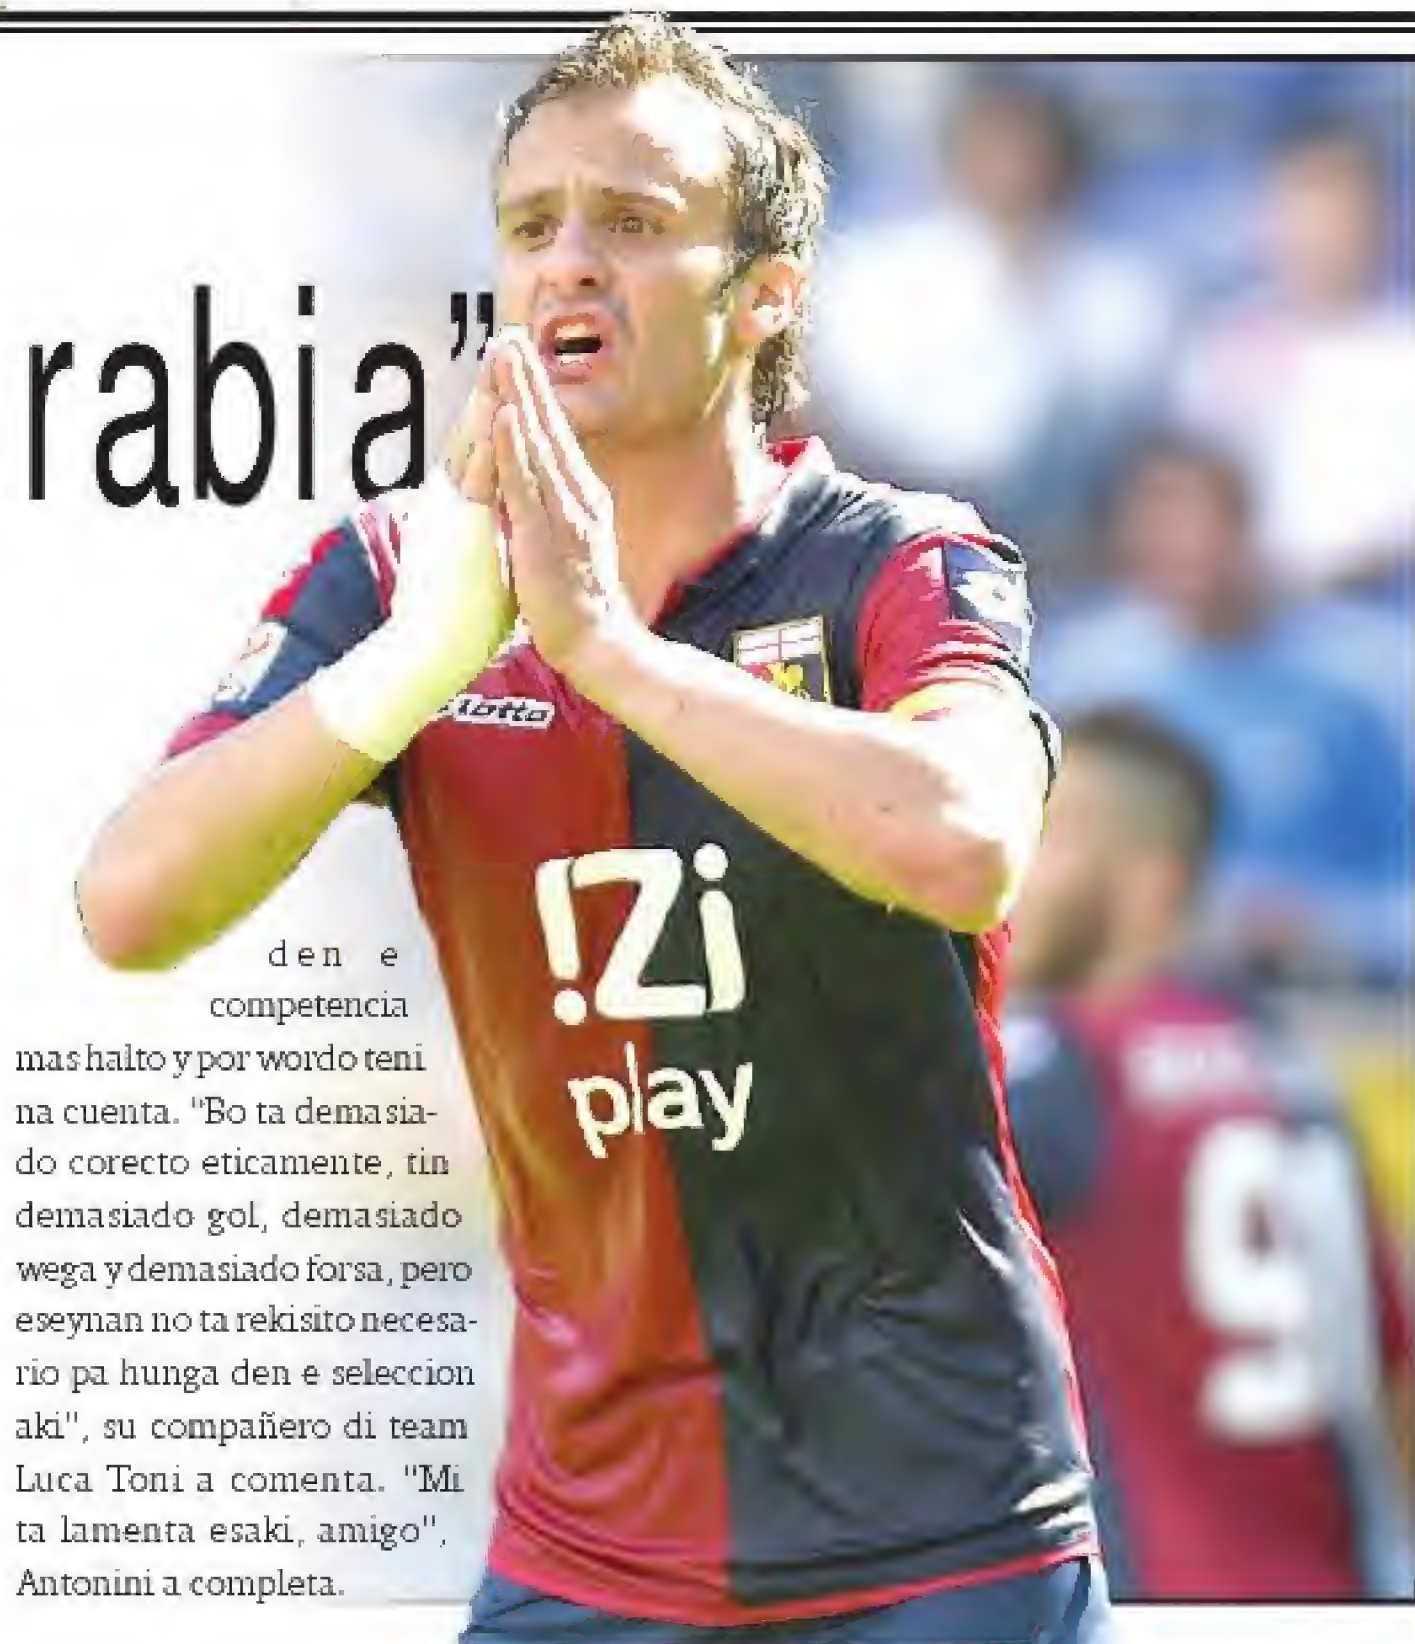 rabia”
den e
competencia
mas halto y por wordo teni
na cuenta. "Bo ta demasia-
do corecto eticamente, tin
demasiado gol, demasiado
wega y demasiado forsa, pero
eseynan no ta rekisito necesa-
rio pa hunga den e seleccion
aki", su compañero di team
Luca Toni a comenta. "Mi
ta lamenta esaki, amigo",
Antonini a completa.
lotto
!Zi
play
9